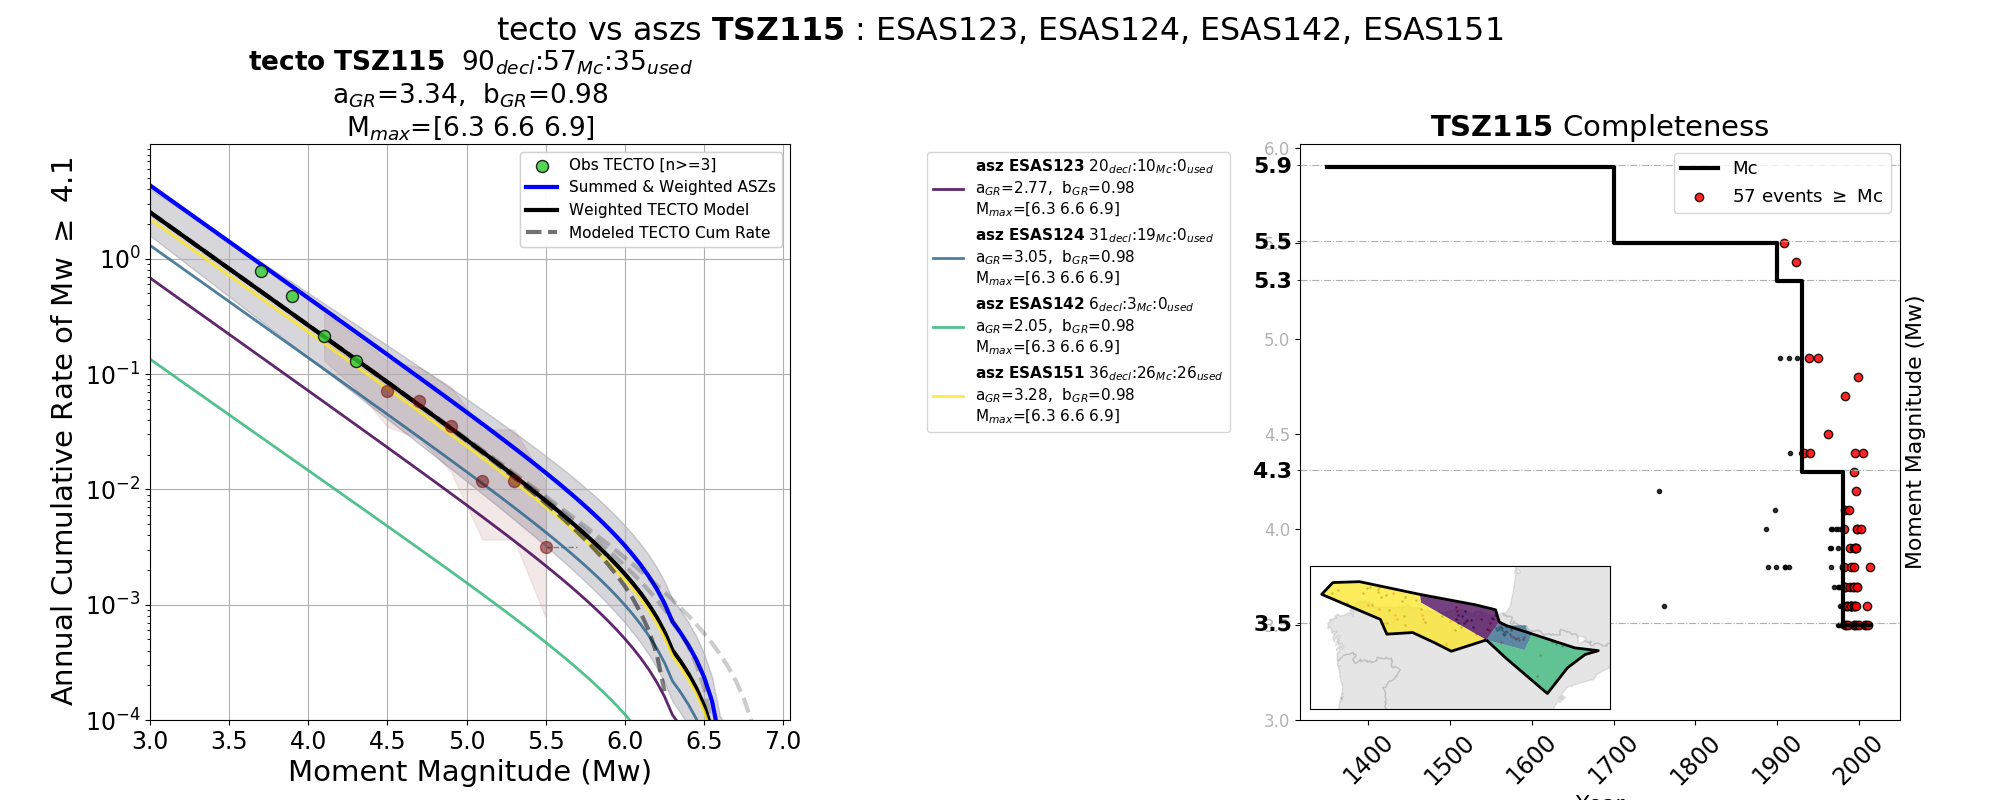 tecto vs aszs TSZ115 : ESAS123, ESAS124, ESAS142, ESAS151
tecto TSZ115 90decl:57Mc:35used
aGR=3.34, bGR=0.98
Mmax=[6.3 6.6 6.9]
Annual Cumulative Rate of Mw ≥ 4.1
10^0
10^-1
10^-2
10^-3
10^-4
3.0 3.5 4.0 4.5 5.0 5.5 6.0 6.5 7.0
Moment Magnitude (Mw)
Obs TECTO [n>=3]
Summed & Weighted ASZs
Weighted TECTO Model
Modeled TECTO Cum Rate
asz ESAS123 20decl:10Mc:0used
aGR=2.77, bGR=0.98
Mmax=[6.3 6.6 6.9]
asz ESAS124 31decl:19Mc:0used
aGR=3.05, bGR=0.98
Mmax=[6.3 6.6 6.9]
asz ESAS142 6decl:3Mc:0used
aGR=2.05, bGR=0.98
Mmax=[6.3 6.6 6.9]
asz ESAS151 36decl:26Mc:26used
aGR=3.28, bGR=0.98
Mmax=[6.3 6.6 6.9]
TSZ115 Completeness
Mc
57 events ≥ Mc
6.0
5.9
5.5
5.3
5.0
4.5
4.3
4.0
3.5
3.0
Moment Magnitude (Mw)
1400 1500 1600 1700 1800 1900 2000
Year